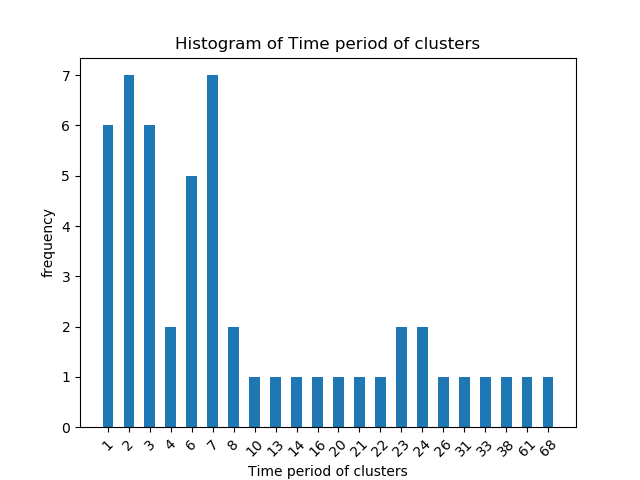 Histogram of Time period of clusters
7
6
5
4
3
2
1
0
frequency
1 2 3 4 6 7 8 10 13 14 16 20 21 22 23 24 26 31 33 38 61 68
Time period of clusters